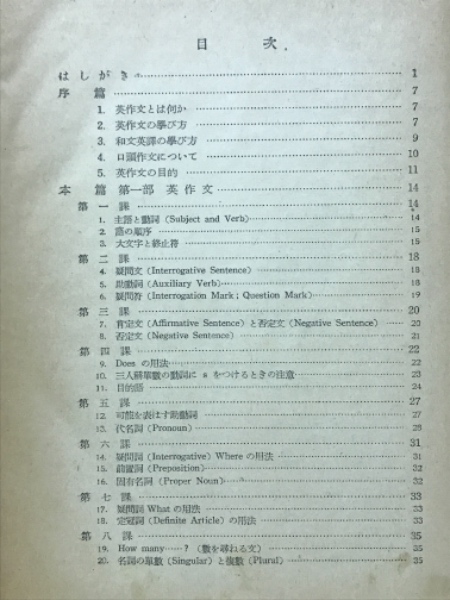 目次
はしがき 1
序篇 7
1. 英作文とは何か 7
2. 英作文の學び方 7
3. 和文英譯の學び方 9
4. 口頭作文について 10
5. 英作文の目的 11
本篇 第一部 英作文 14
第一課 14
1. 主語と動詞 (Subject and Verb) 14
2. 語の順序 15
3. 大文字と終止符 15
第二課 18
4. 疑問文 (Interrogative Sentence) 18
5. 助動詞 (Auxiliary Verb) 18
6. 疑問符 (Interrogation Mark; Question Mark) 19
第三課 20
7. 肯定文 (Affirmative Sentence) と否定文 (Negative Sentence) 20
8. 否定文 (Negative Sentence) 21
第四課 22
9. Does の用法 22
10. 三人稱單數の動詞に s をつけるときの注意 23
11. 目的語 24
第五課 27
12. 可能を表はす助動詞 27
13. 代名詞 (Pronoun) 28
第六課 31
14. 疑問詞 (Interrogative) Where の用法 31
15. 前置詞 (Preposition) 32
16. 固有名詞 (Proper Noun) 32
第七課 33
17. 疑問詞 What の用法 33
18. 定冠詞 (Definite Article) の用法 33
第八課 35
19. How many……? (數を尋ねる文) 35
20. 名詞の單數 (Singular) と複數 (Plural) 35